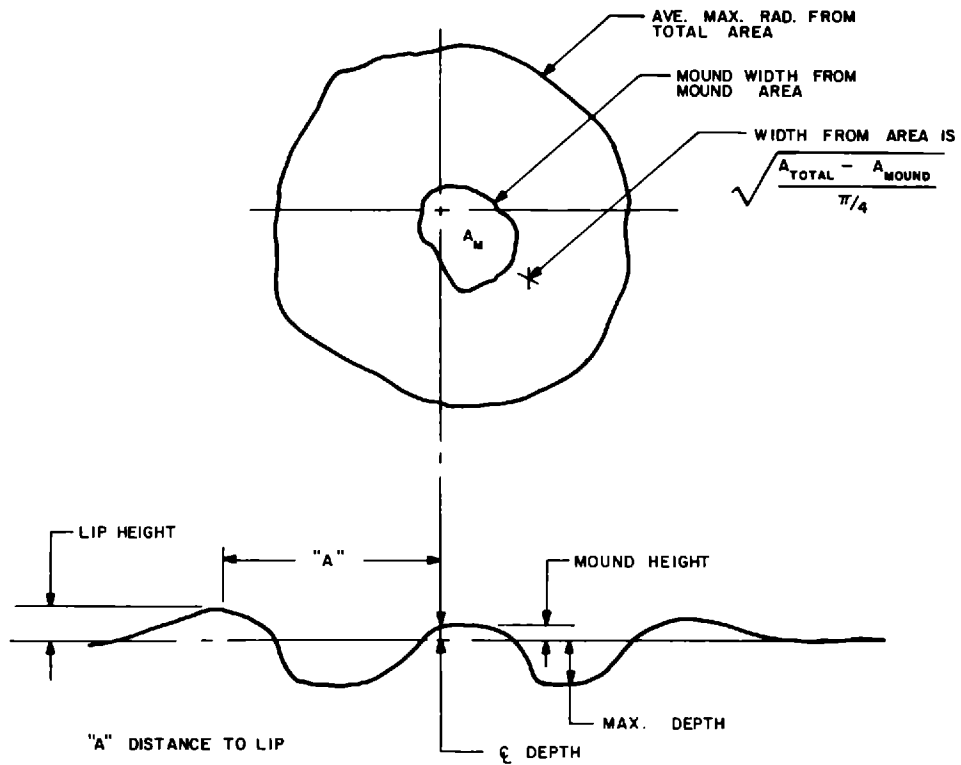 AVE. MAX. RAD. FROM
TOTAL AREA
MOUND WIDTH FROM
MOUND AREA
WIDTH FROM AREA IS
√((A_TOTAL - A_MOUND) / (π/4))
A_M
LIP HEIGHT
"A"
MOUND HEIGHT
MAX. DEPTH
"A" DISTANCE TO LIP
℄ DEPTH